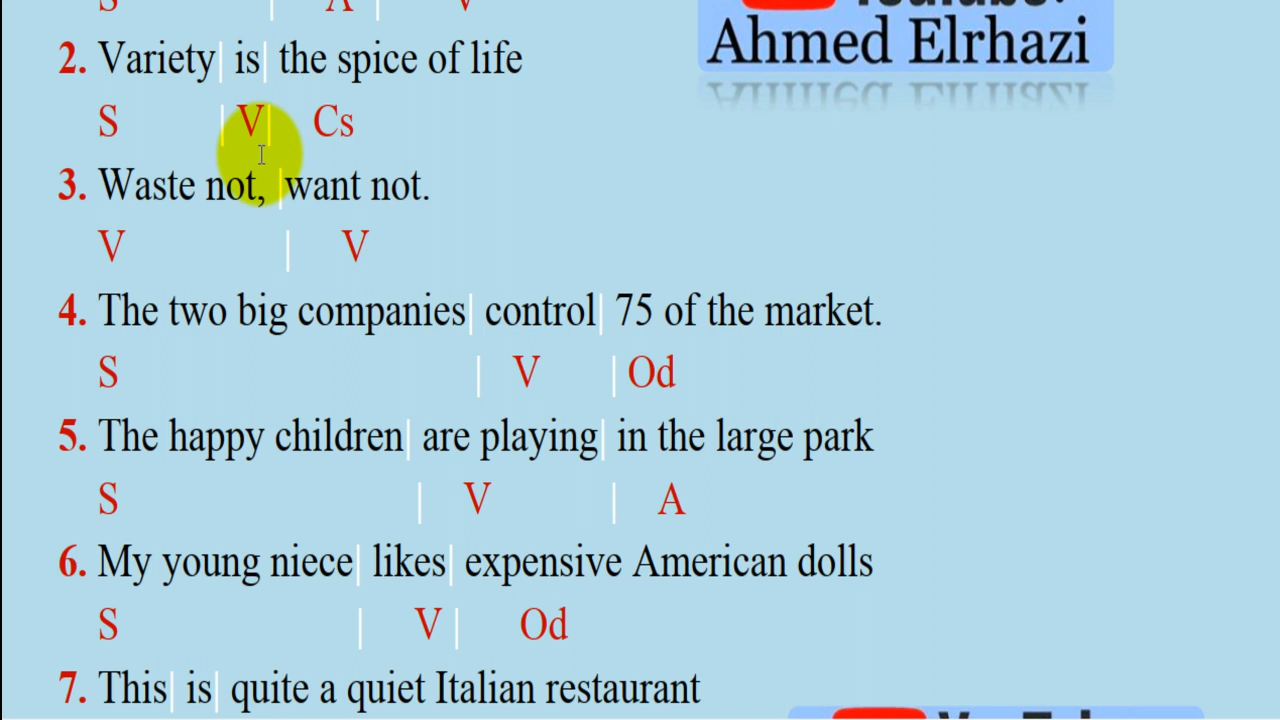 S | A | V
YouTube:
Ahmed Elrhazi
2. Variety| is| the spice of life
S | V| Cs
3. Waste not, |want not.
V | V
4. The two big companies| control| 75 of the market.
S | V | Od
5. The happy children| are playing| in the large park
S | V | A
6. My young niece| likes| expensive American dolls
S | V | Od
7. This| is| quite a quiet Italian restaurant